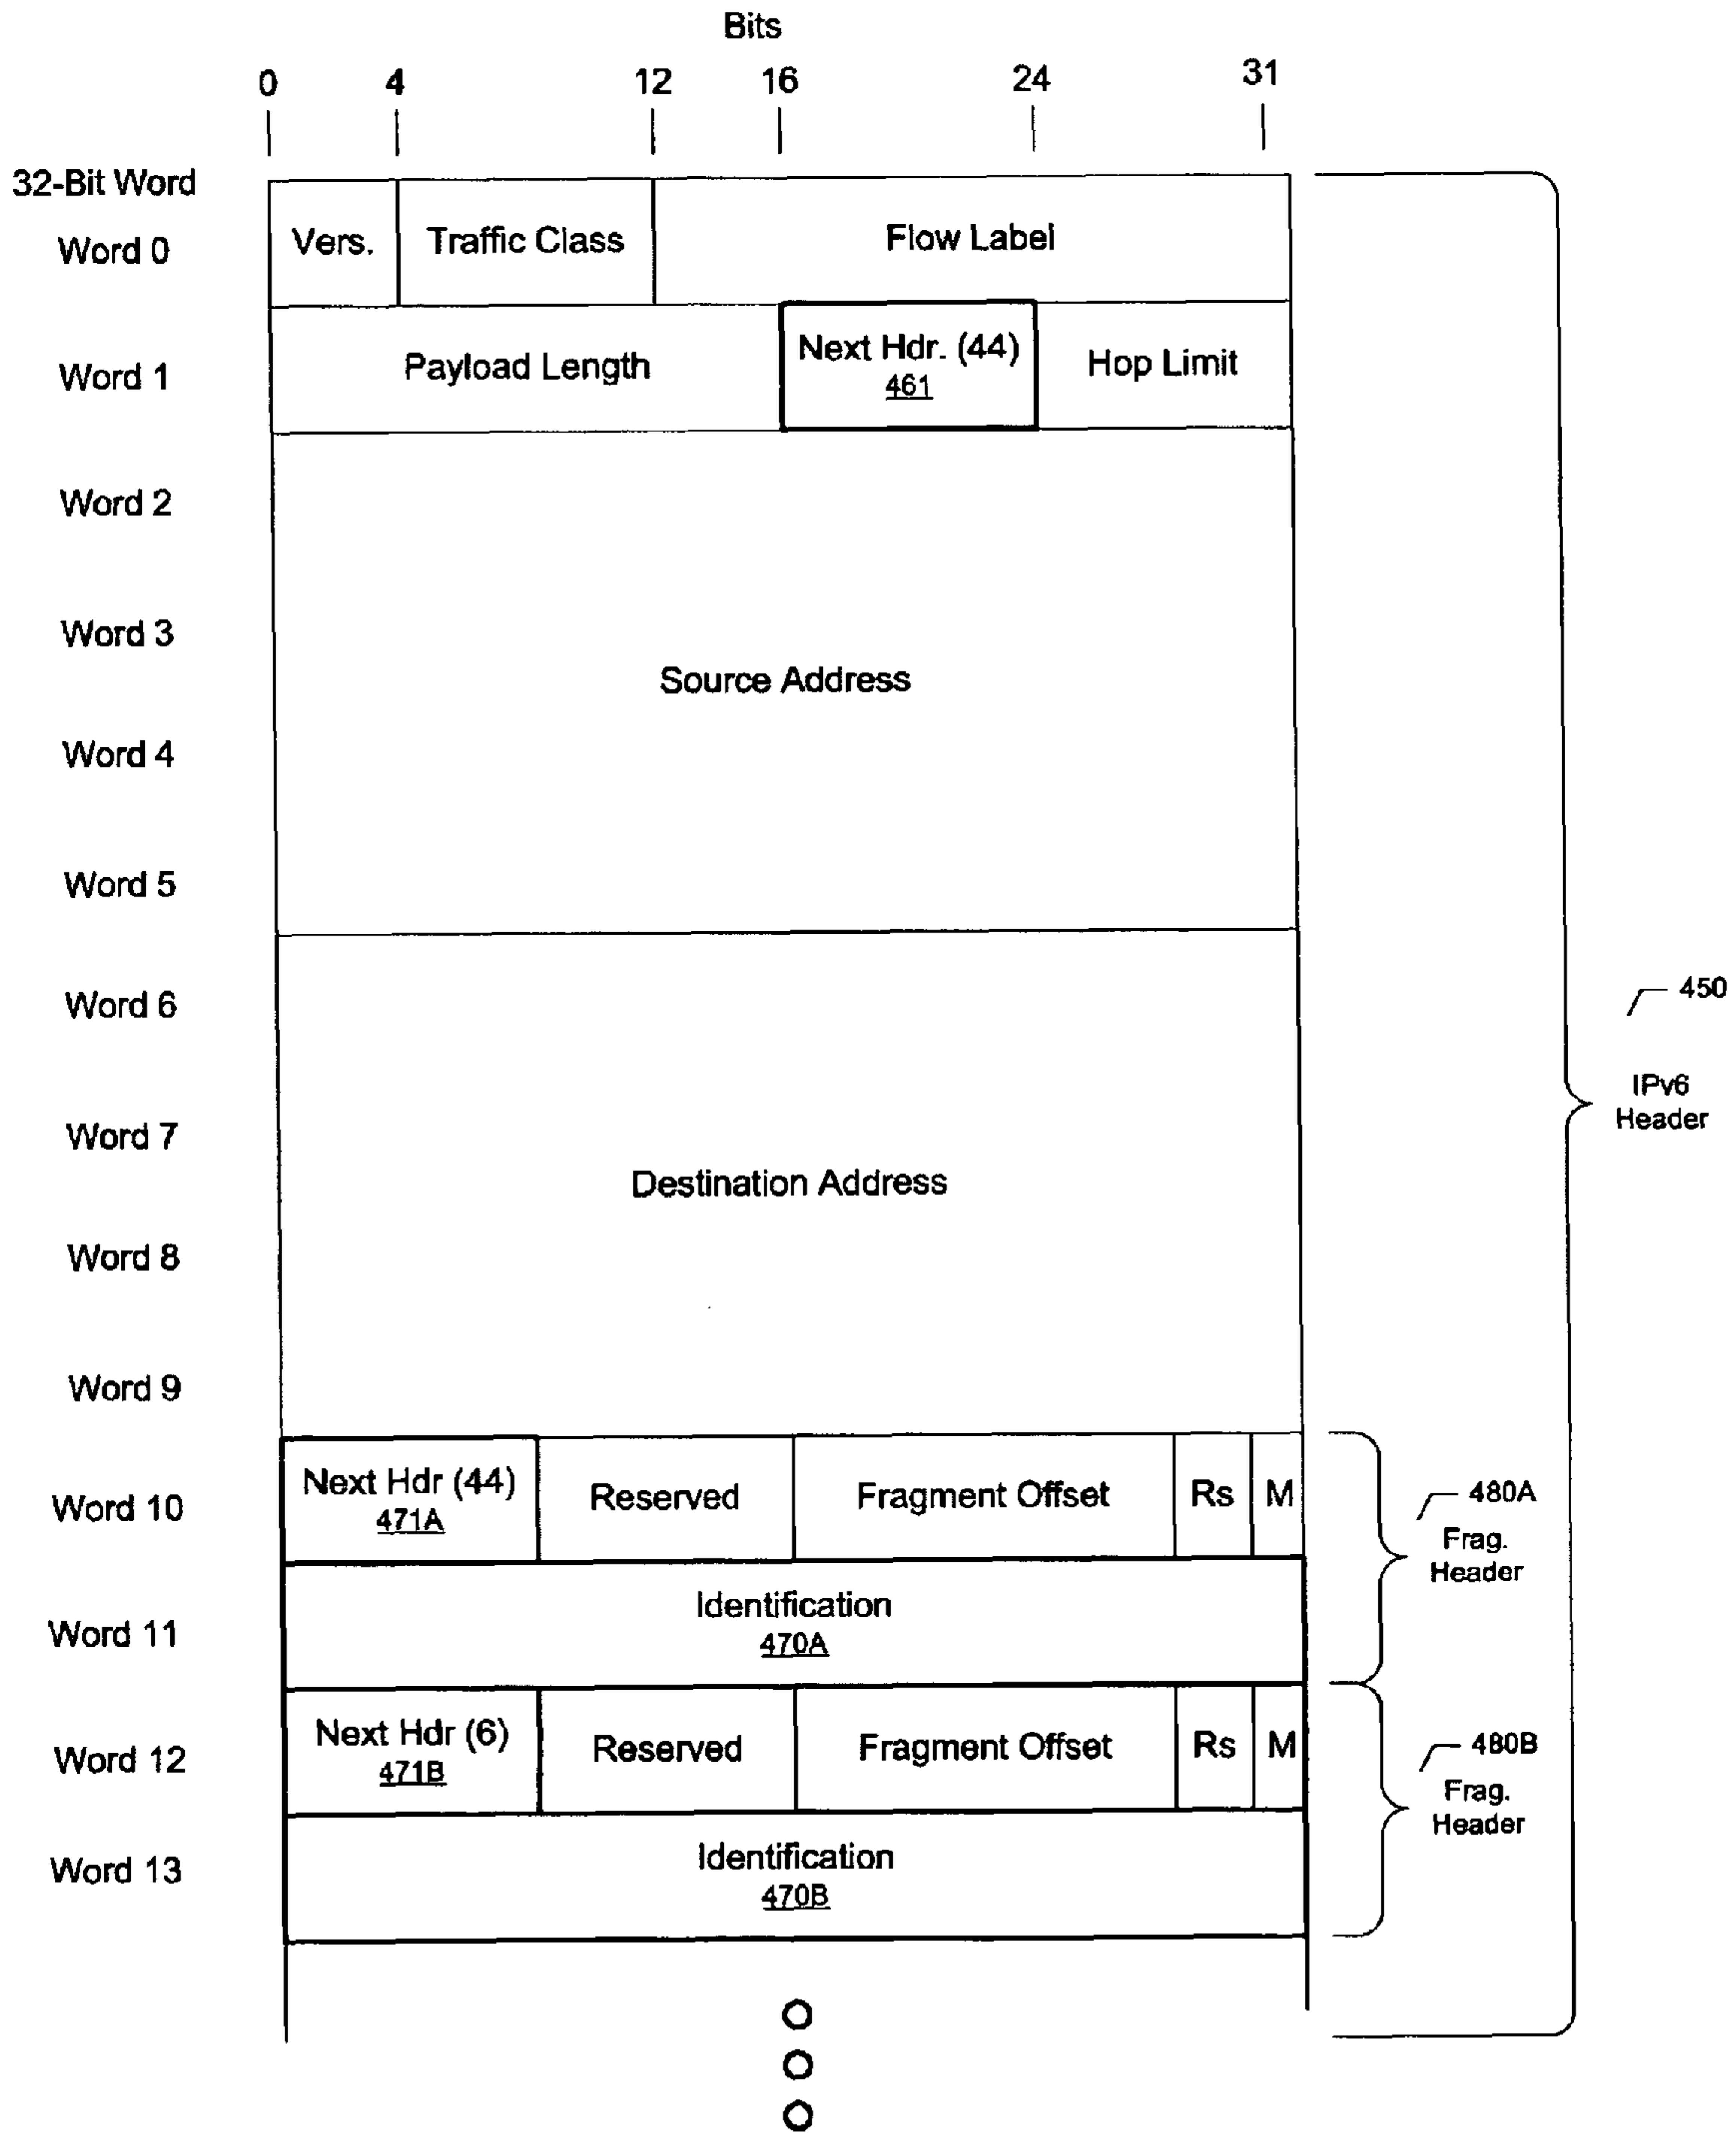 Bits
0 4 12 16 24 31
32-Bit Word
Word 0 Vers. Traffic Class Flow Label
Word 1 Payload Length Next Hdr. (44) Hop Limit
461
Word 2
Word 3
Source Address
Word 4
Word 5
Word 6
450
IPv6
Header
Word 7
Destination Address
Word 8
Word 9
Word 10 Next Hdr (44) Reserved Fragment Offset Rs M
471A
480A
Frag.
Header
Word 11 Identification
470A
Word 12 Next Hdr (6) Reserved Fragment Offset Rs M
471B
480B
Frag.
Header
Word 13 Identification
470B